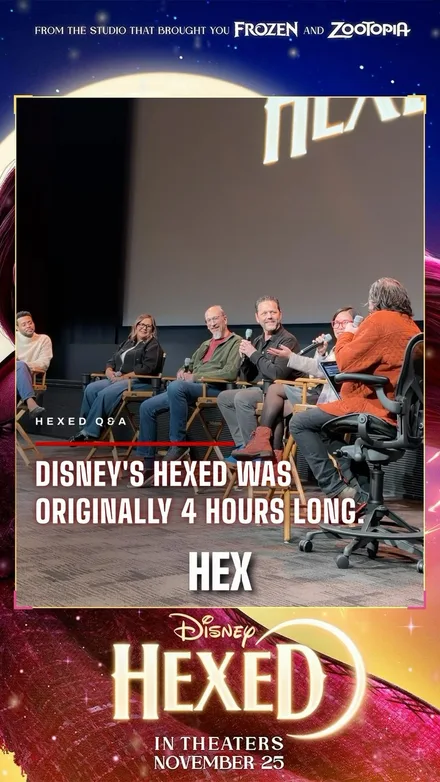 FROM THE STUDIO THAT BROUGHT YOU FROZEN AND ZOOTOPIA
HEXED
HEXED Q&A
DISNEY'S HEXED WAS
ORIGINALLY 4 HOURS LONG.
HEX
Disney
HEXED
IN THEATERS
NOVEMBER 25